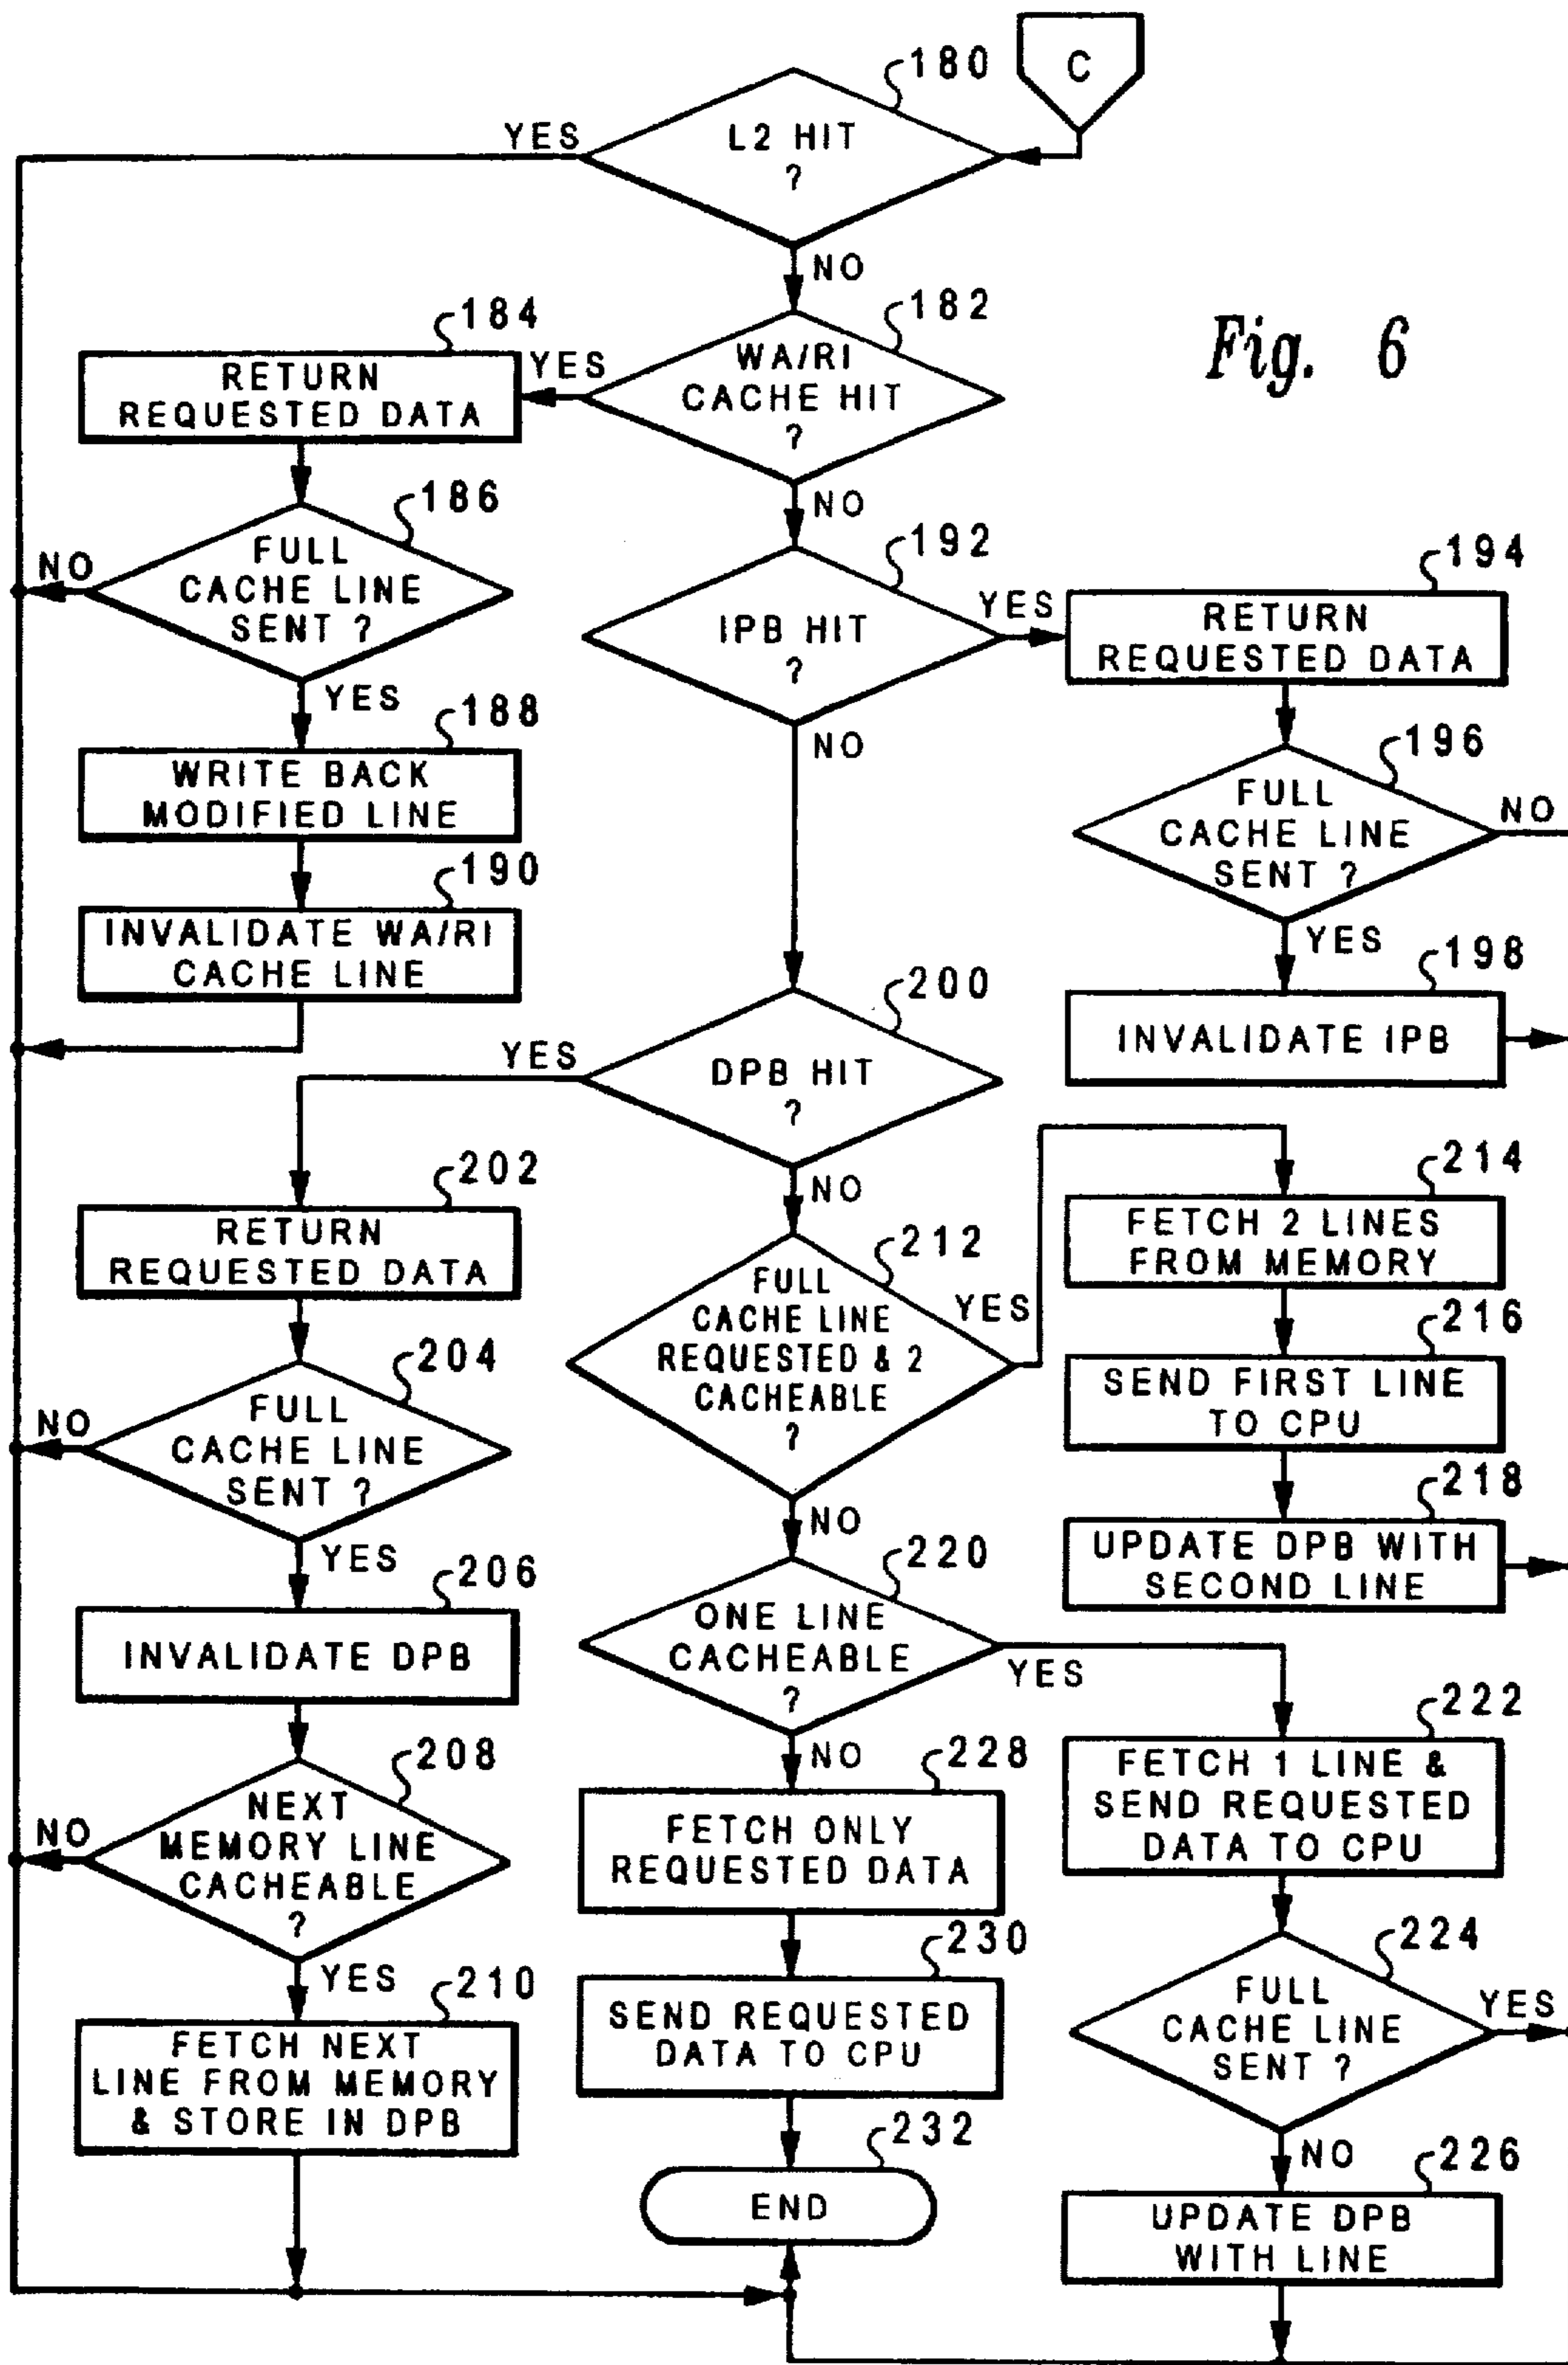 C
180
L2 HIT
?
YES
NO
Fig. 6
182
WA/RI
CACHE HIT
?
YES
NO
184
RETURN
REQUESTED DATA
186
FULL
CACHE LINE
SENT ?
NO
YES
188
WRITE BACK
MODIFIED LINE
190
INVALIDATE WA/RI
CACHE LINE
192
IPB HIT
?
YES
NO
194
RETURN
REQUESTED DATA
196
FULL
CACHE LINE
SENT ?
NO
YES
198
INVALIDATE IPB
200
DPB HIT
?
YES
NO
202
RETURN
REQUESTED DATA
204
FULL
CACHE LINE
SENT ?
NO
YES
206
INVALIDATE DPB
208
NEXT
MEMORY LINE
CACHEABLE
?
NO
YES
210
FETCH NEXT
LINE FROM MEMORY
& STORE IN DPB
212
FULL
CACHE LINE
REQUESTED & 2
CACHEABLE
?
YES
NO
214
FETCH 2 LINES
FROM MEMORY
216
SEND FIRST LINE
TO CPU
218
UPDATE DPB WITH
SECOND LINE
220
ONE LINE
CACHEABLE
?
YES
NO
222
FETCH 1 LINE &
SEND REQUESTED
DATA TO CPU
224
FULL
CACHE LINE
SENT ?
YES
NO
226
UPDATE DPB
WITH LINE
228
FETCH ONLY
REQUESTED DATA
230
SEND REQUESTED
DATA TO CPU
232
END